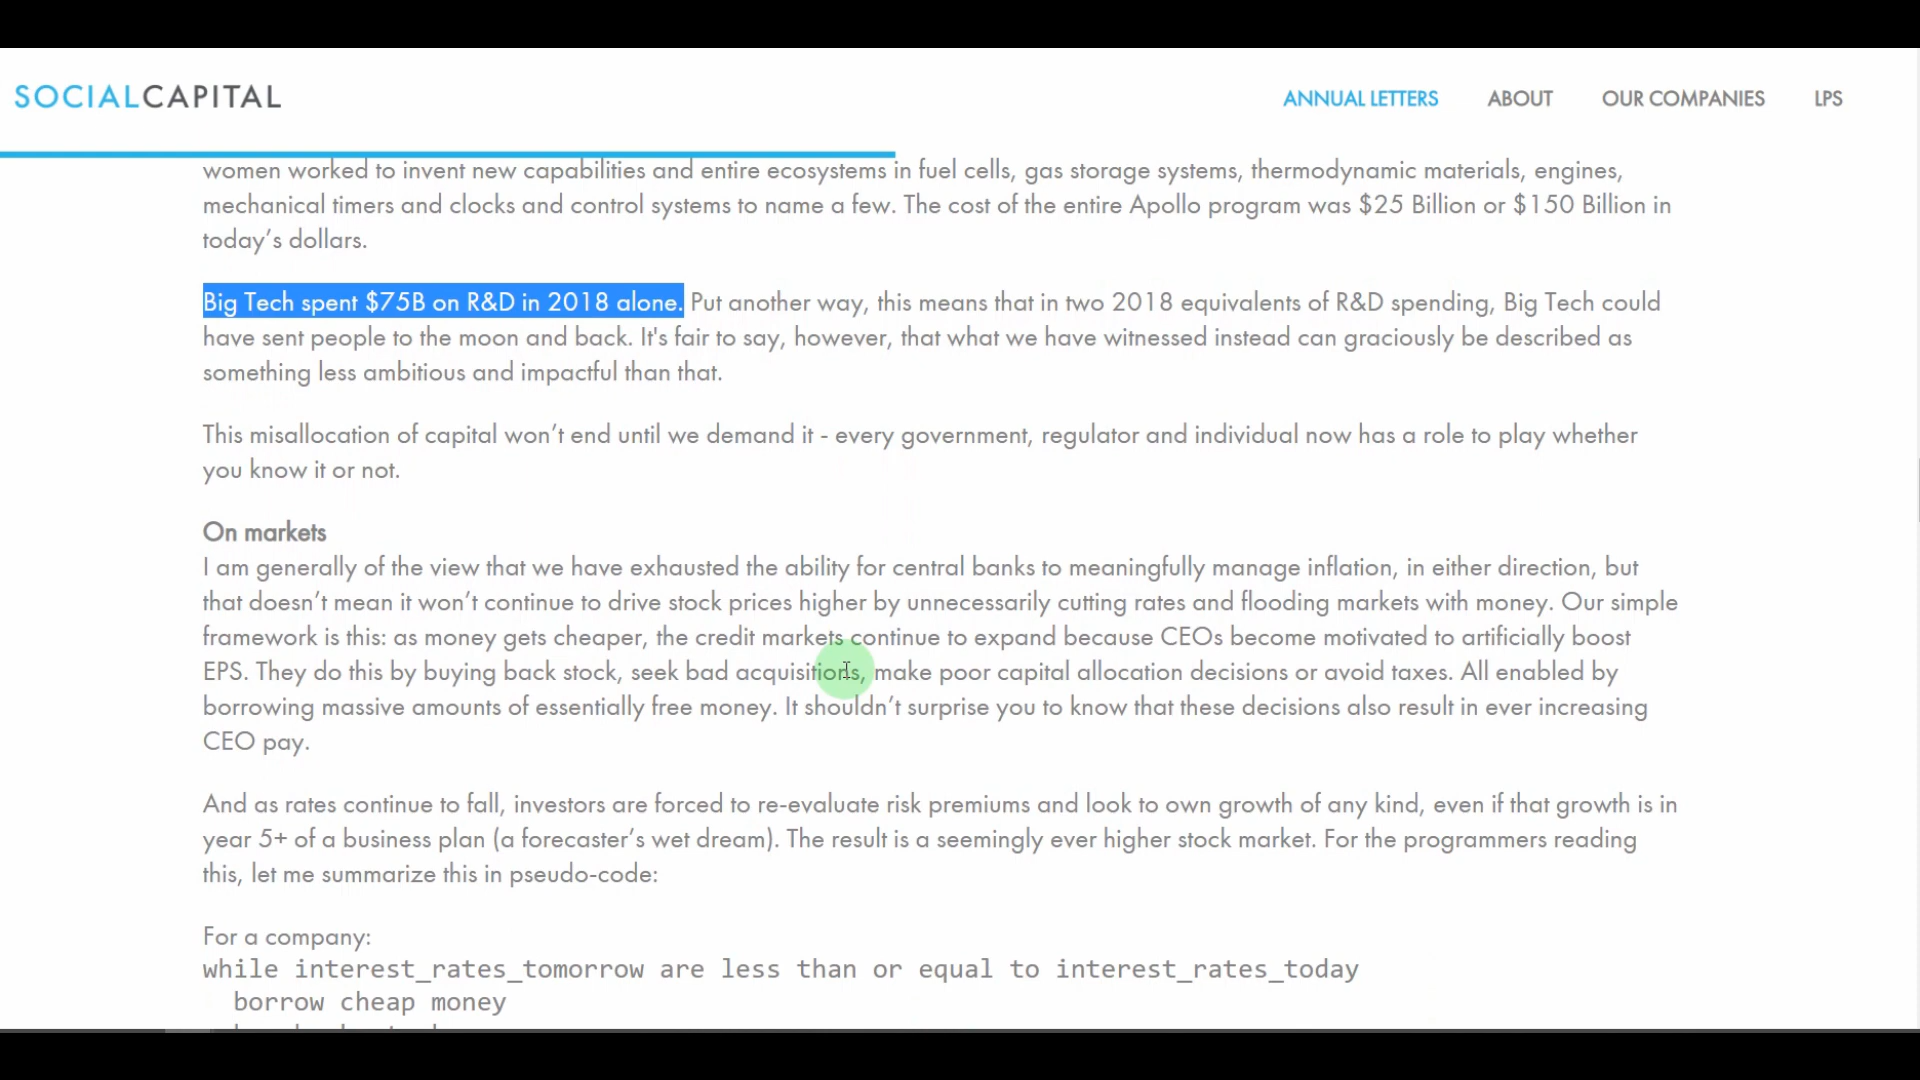 SOCIALCAPITAL
ANNUAL LETTERS ABOUT OUR COMPANIES LPS
women worked to invent new capabilities and entire ecosystems in fuel cells, gas storage systems, thermodynamic materials, engines,
mechanical timers and clocks and control systems to name a few. The cost of the entire Apollo program was $25 Billion or $150 Billion in
today’s dollars.
Big Tech spent $75B on R&D in 2018 alone. Put another way, this means that in two 2018 equivalents of R&D spending, Big Tech could
have sent people to the moon and back. It's fair to say, however, that what we have witnessed instead can graciously be described as
something less ambitious and impactful than that.
This misallocation of capital won’t end until we demand it - every government, regulator and individual now has a role to play whether
you know it or not.
On markets
I am generally of the view that we have exhausted the ability for central banks to meaningfully manage inflation, in either direction, but
that doesn’t mean it won’t continue to drive stock prices higher by unnecessarily cutting rates and flooding markets with money. Our simple
framework is this: as money gets cheaper, the credit markets continue to expand because CEOs become motivated to artificially boost
EPS. They do this by buying back stock, seek bad acquisitions, make poor capital allocation decisions or avoid taxes. All enabled by
borrowing massive amounts of essentially free money. It shouldn’t surprise you to know that these decisions also result in ever increasing
CEO pay.
And as rates continue to fall, investors are forced to re-evaluate risk premiums and look to own growth of any kind, even if that growth is in
year 5+ of a business plan (a forecaster’s wet dream). The result is a seemingly ever higher stock market. For the programmers reading
this, let me summarize this in pseudo-code:
For a company:
while interest_rates_tomorrow are less than or equal to interest_rates_today
borrow cheap money